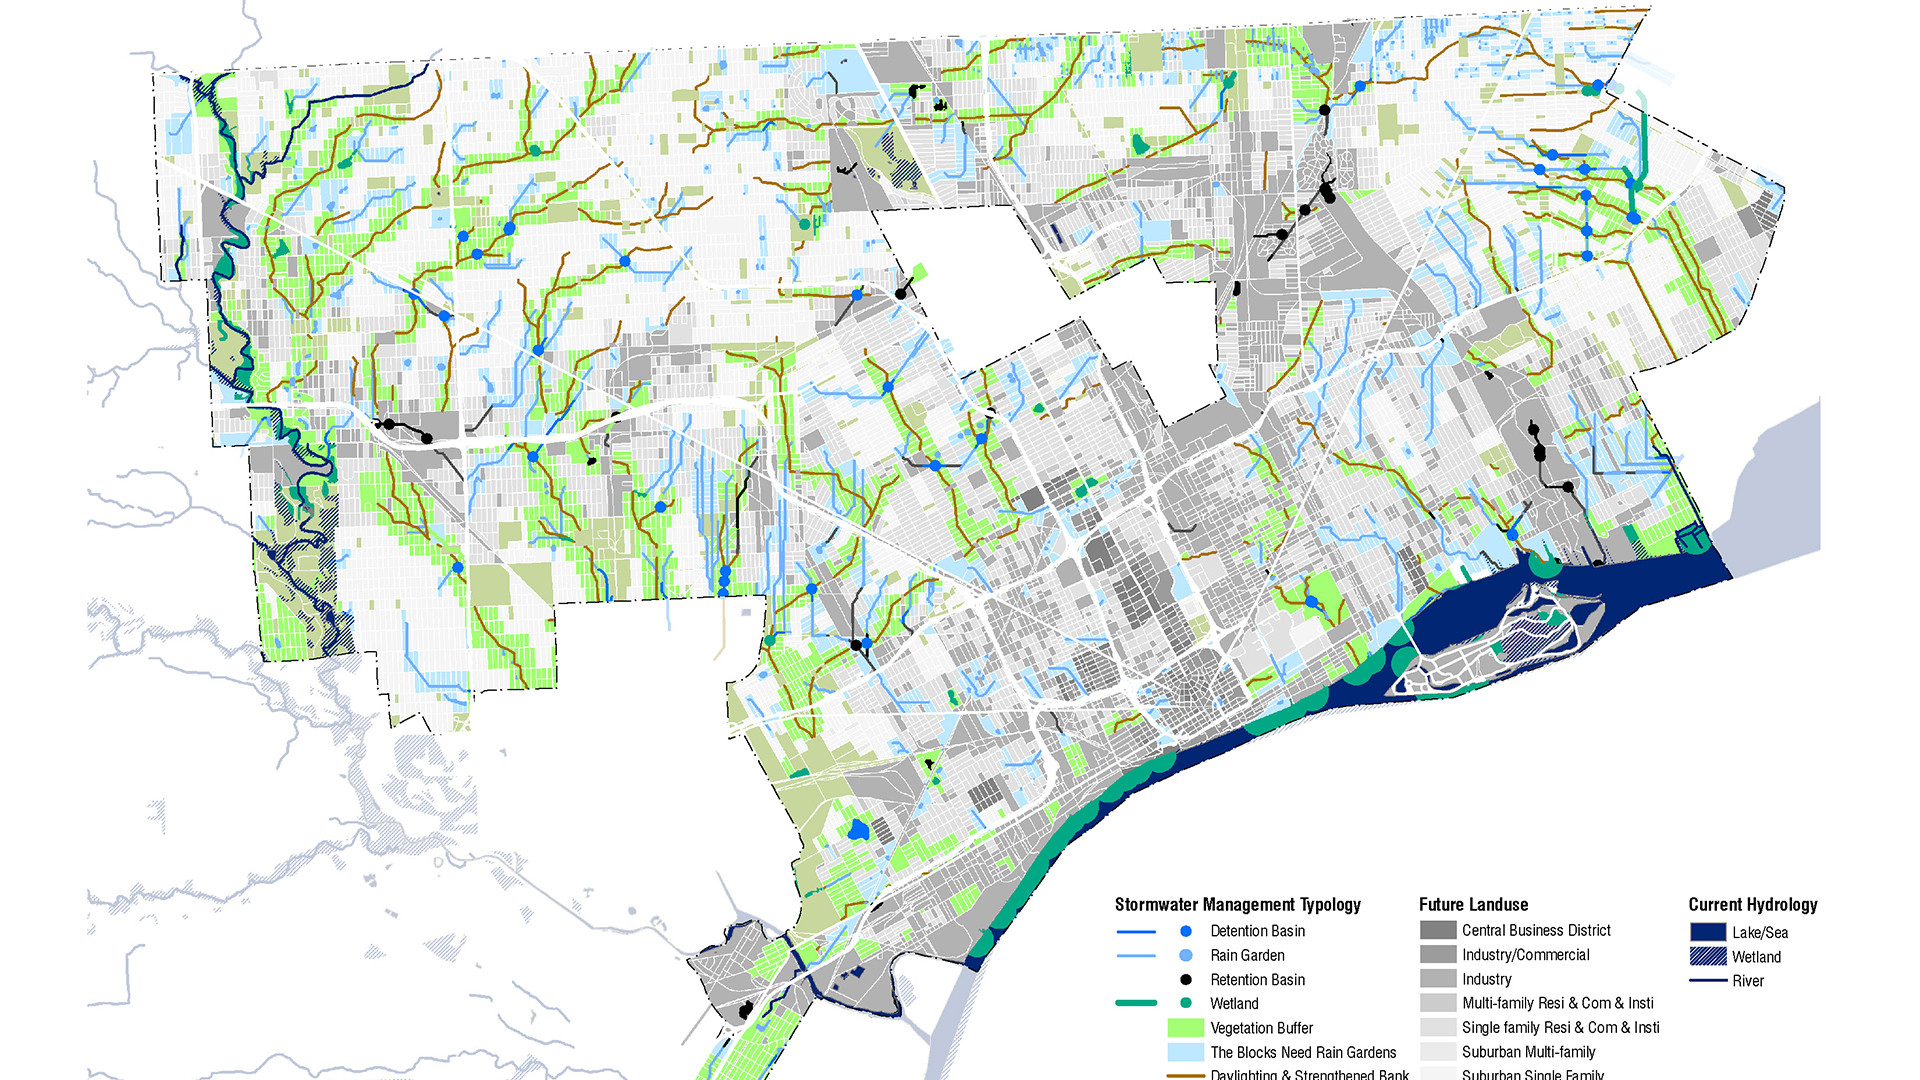 Stormwater Management Typology
Detention Basin
Rain Garden
Retention Basin
Wetland
Vegetation Buffer
The Blocks Need Rain Gardens
Daylighting & Strengthened Bank
Future Landuse
Central Business District
Industry/Commercial
Industry
Multi-family Resi & Com & Insti
Single family Resi & Com & Insti
Suburban Multi-family
Suburban Single Family
Current Hydrology
Lake/Sea
Wetland
River